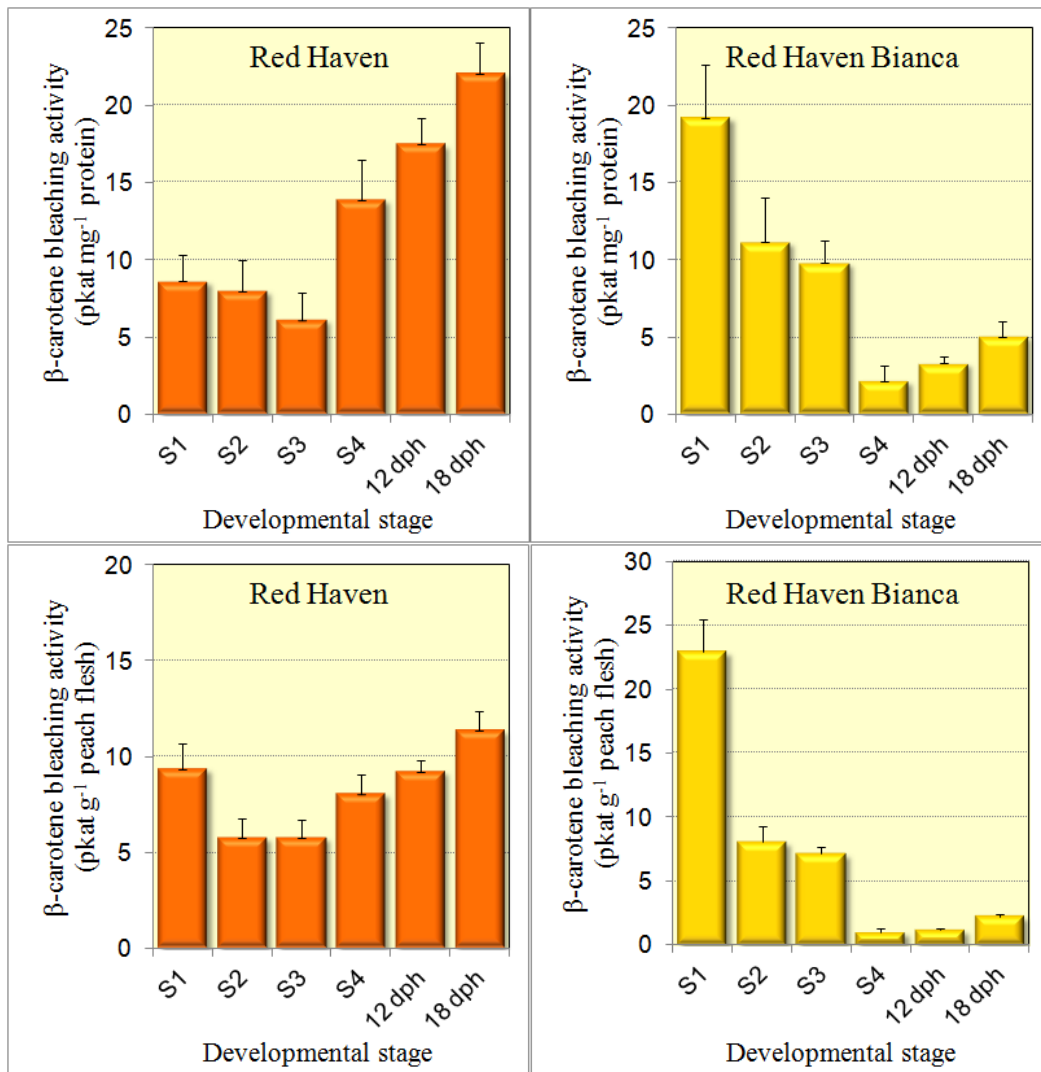 Red Haven
β-carotene bleaching activity
(pkat mg⁻¹ protein)
25
20
15
10
5
0
S1
S2
S3
S4
12 dph
18 dph
Developmental stage
Red Haven Bianca
β-carotene bleaching activity
(pkat mg⁻¹ protein)
25
20
15
10
5
0
S1
S2
S3
S4
12 dph
18 dph
Developmental stage
Red Haven
β-carotene bleaching activity
(pkat g⁻¹ peach flesh)
20
15
10
5
0
S1
S2
S3
S4
12 dph
18 dph
Developmental stage
Red Haven Bianca
β-carotene bleaching activity
(pkat g⁻¹ peach flesh)
30
25
20
15
10
5
0
S1
S2
S3
S4
12 dph
18 dph
Developmental stage